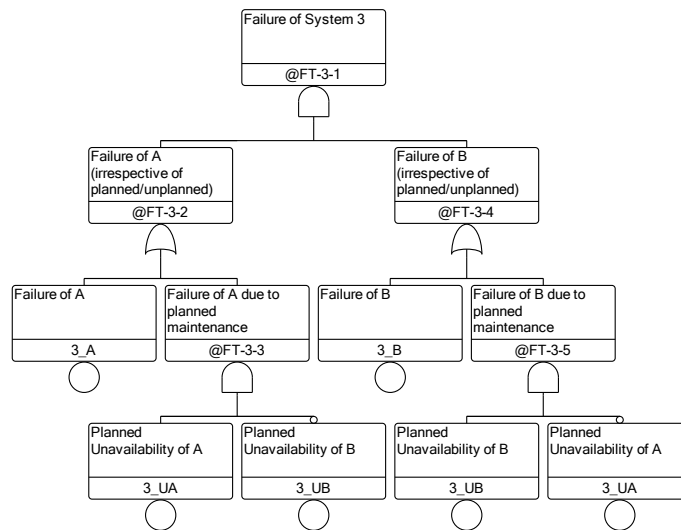 Failure of System 3
@FT-3-1
Failure of A
(irrespective of
planned/unplanned)
@FT-3-2
Failure of B
(irrespective of
planned/unplanned)
@FT-3-4
Failure of A
3_A
Failure of A due to
planned
maintenance
@FT-3-3
Failure of B
3_B
Failure of B due to
planned
maintenance
@FT-3-5
Planned
Unavailability of A
3_UA
Planned
Unavailability of B
3_UB
Planned
Unavailability of B
3_UB
Planned
Unavailability of A
3_UA